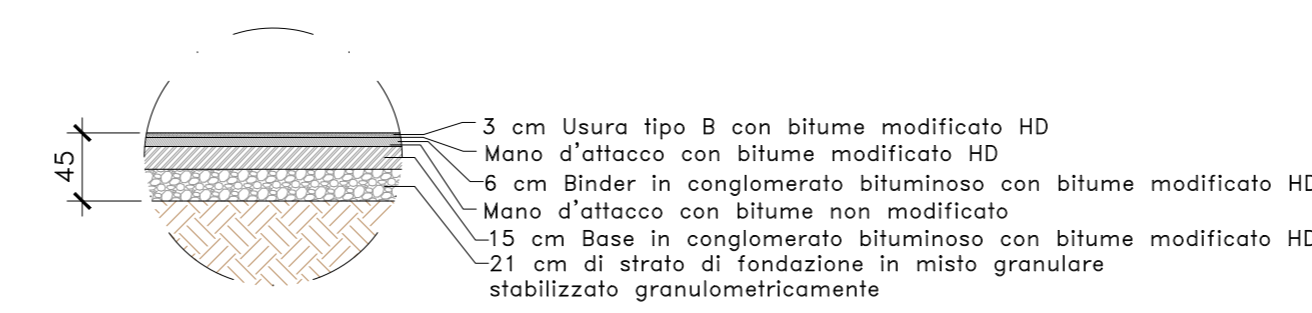 45
3 cm Usura tipo B con bitume modificato HD
Mano d'attacco con bitume modificato HD
6 cm Binder in conglomerato bituminoso con bitume modificato HD
Mano d'attacco con bitume non modificato
15 cm Base in conglomerato bituminoso con bitume modificato HD
21 cm di strato di fondazione in misto granulare
stabilizzato granulometricamente